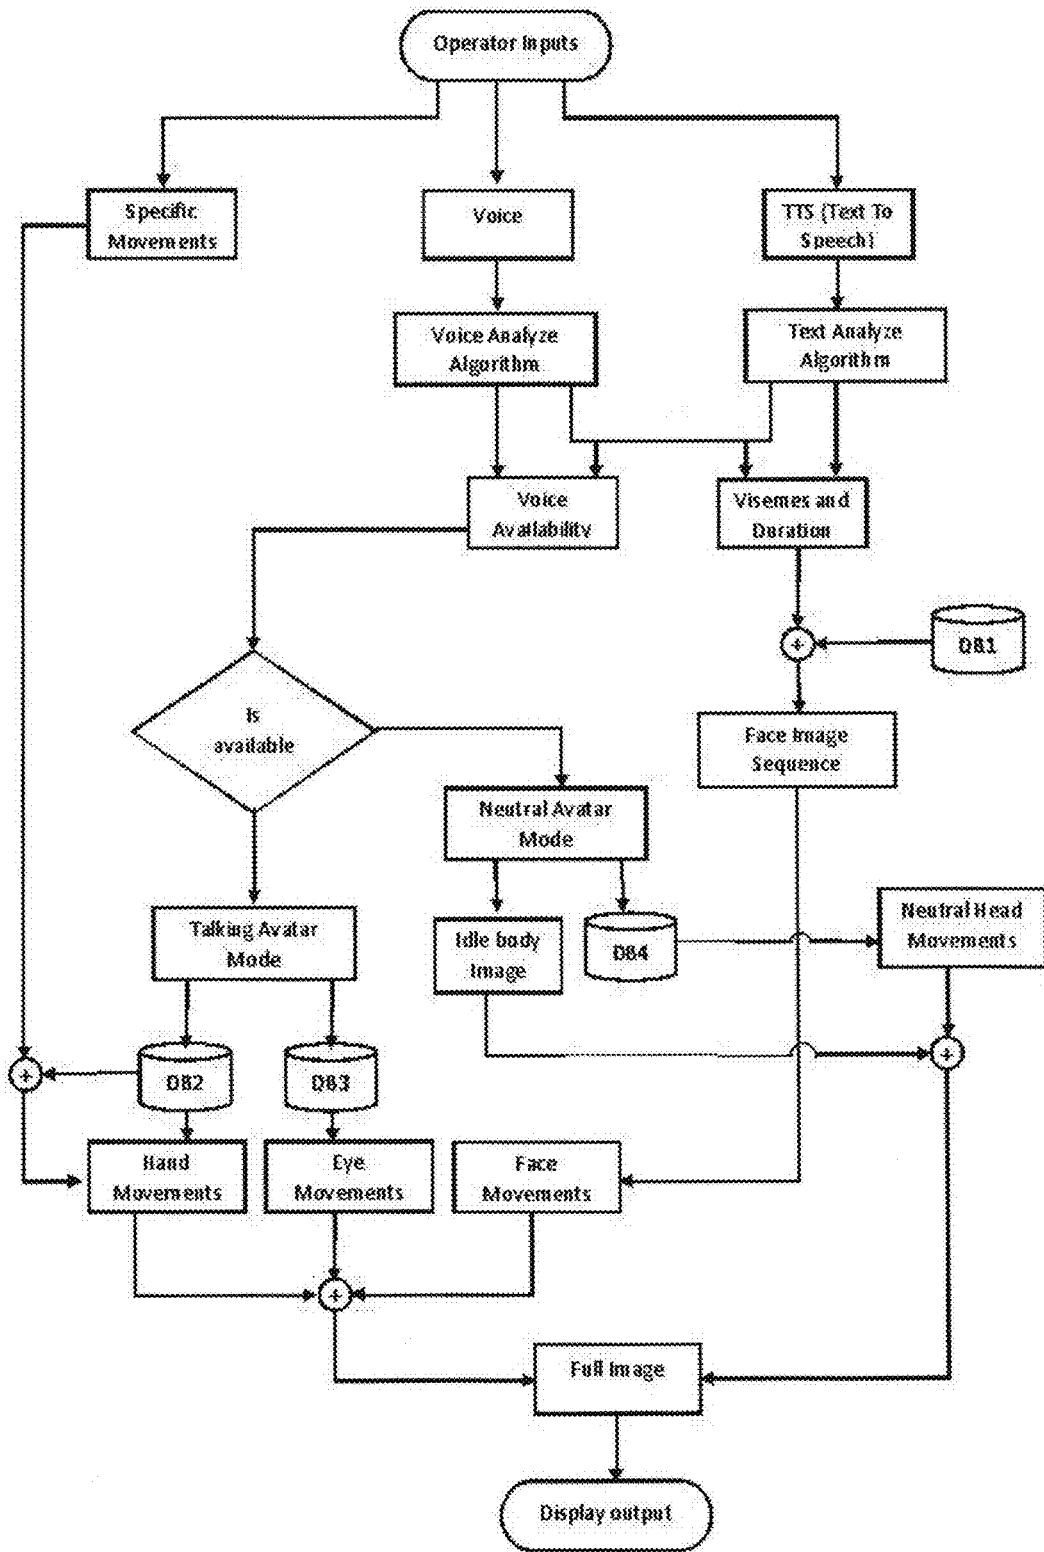 Operator Inputs
Specific
Movements
Voice
TTS (Text To
Speech)
Voice Analyze
Algorithm
Text Analyze
Algorithm
Voice
Availability
Visemes and
Duration
+
DB1
Is
available
Face Image
Sequence
Neutral Avatar
Mode
Talking Avatar
Mode
Idle body
Image
DB4
Neutral Head
Movements
+
+
DB2
DB3
Hand
Movements
Eye
Movements
Face
Movements
+
Full Image
Display output